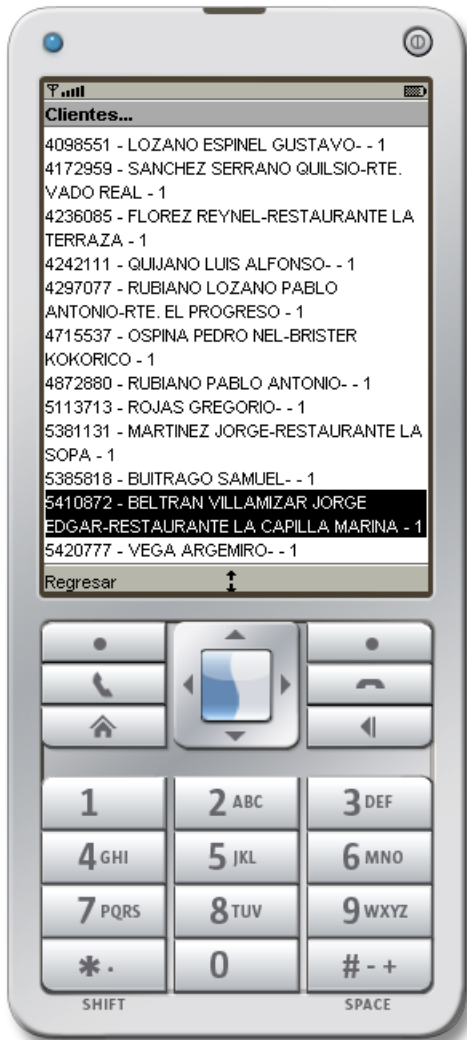 Clientes...
4098551 - LOZANO ESPINEL GUSTAVO- - 1
4172959 - SANCHEZ SERRANO QUILSIO-RTE.
VADO REAL - 1
4236085 - FLOREZ REYNEL-RESTAURANTE LA
TERRAZA - 1
4242111 - QUIJANO LUIS ALFONSO- - 1
4297077 - RUBIANO LOZANO PABLO
ANTONIO-RTE. EL PROGRESO - 1
4715537 - OSPINA PEDRO NEL-BRISTER
KOKORICO - 1
4872880 - RUBIANO PABLO ANTONIO- - 1
5113713 - ROJAS GREGORIO- - 1
5381131 - MARTINEZ JORGE-RESTAURANTE LA
SOPA - 1
5385818 - BUITRAGO SAMUEL- - 1
5410872 - BELTRAN VILLAMIZAR JORGE
EDGAR-RESTAURANTE LA CAPILLA MARINA - 1
5420777 - VEGA ARGEMIRO- - 1
Regresar
1 2 ABC 3 DEF
4 GHI 5 JKL 6 MNO
7 PQRS 8 TUV 9 WXYZ
* . 0 # - +
SHIFT SPACE